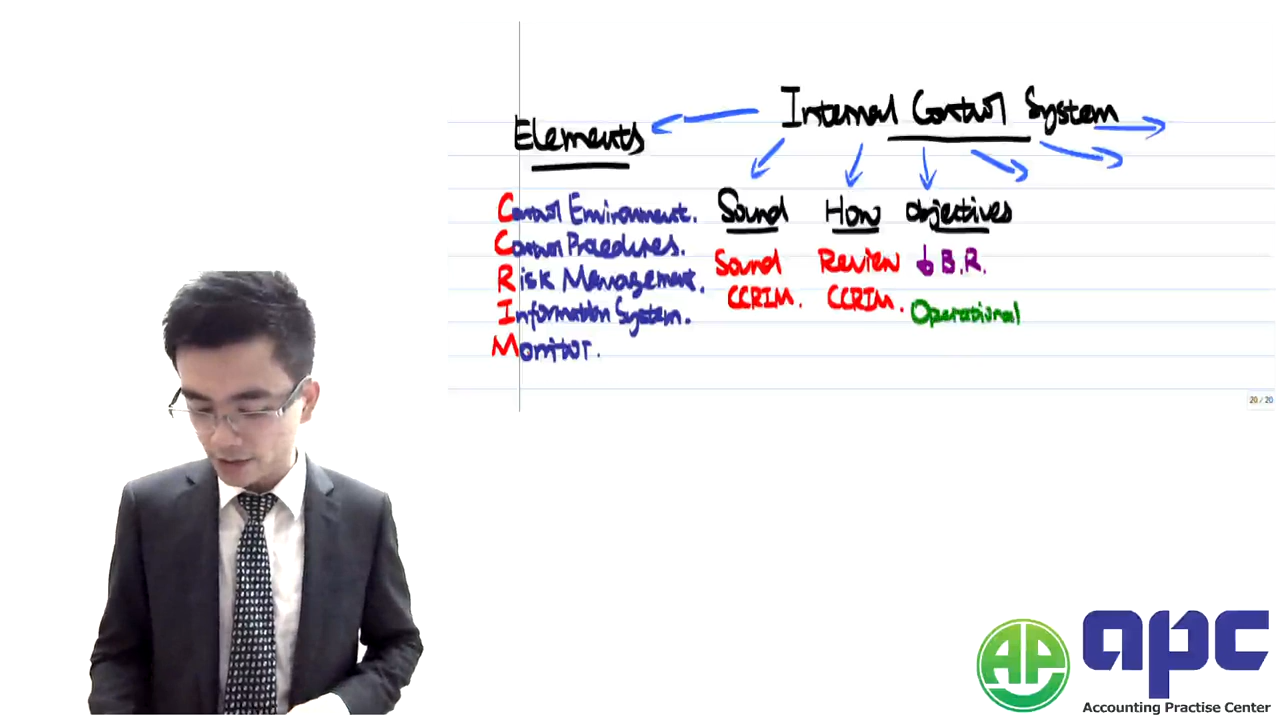 Internal Control System
Elements
Control Environment.
Control Procedures.
Risk Management.
Information System.
Monitor.
Sound
Sound
CCRIM.
How
Review
CCRIM.
Objectives
↓ B.R.
Operational
20 / 20
AP
apc
Accounting Practise Center